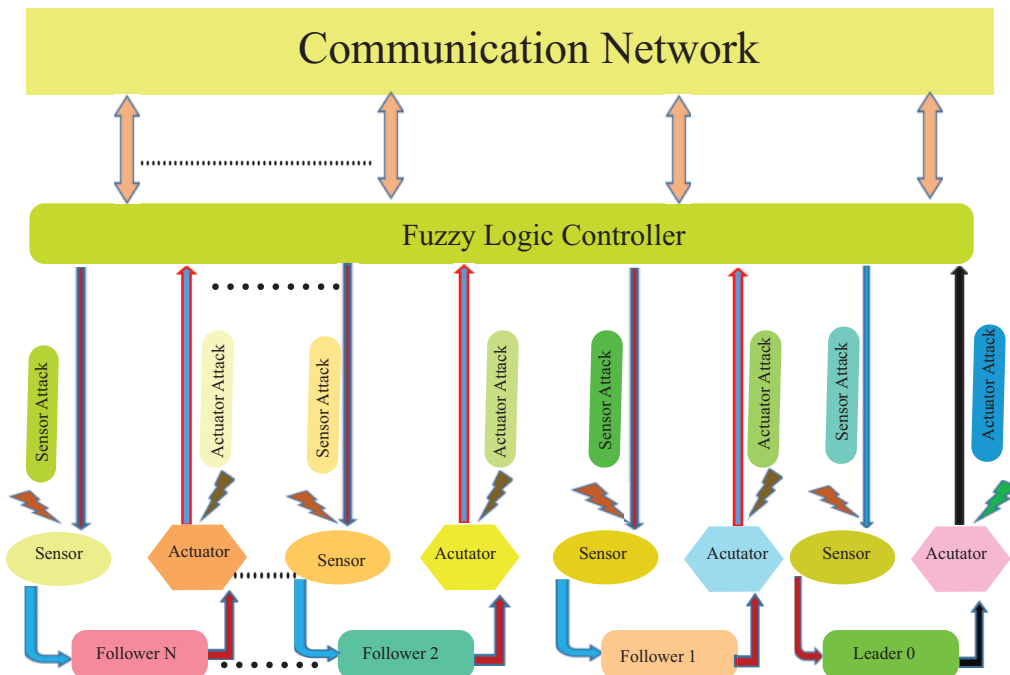 Communication Network
Fuzzy Logic Controller
Sensor Attack
Actuator Attack
Sensor Attack
Actuator Attack
Sensor Attack
Actuator Attack
Sensor Attack
Actuator Attack
Sensor
Actuator
Sensor
Acutator
Sensor
Acutator
Sensor
Acutator
Follower N
Follower 2
Follower 1
Leader 0